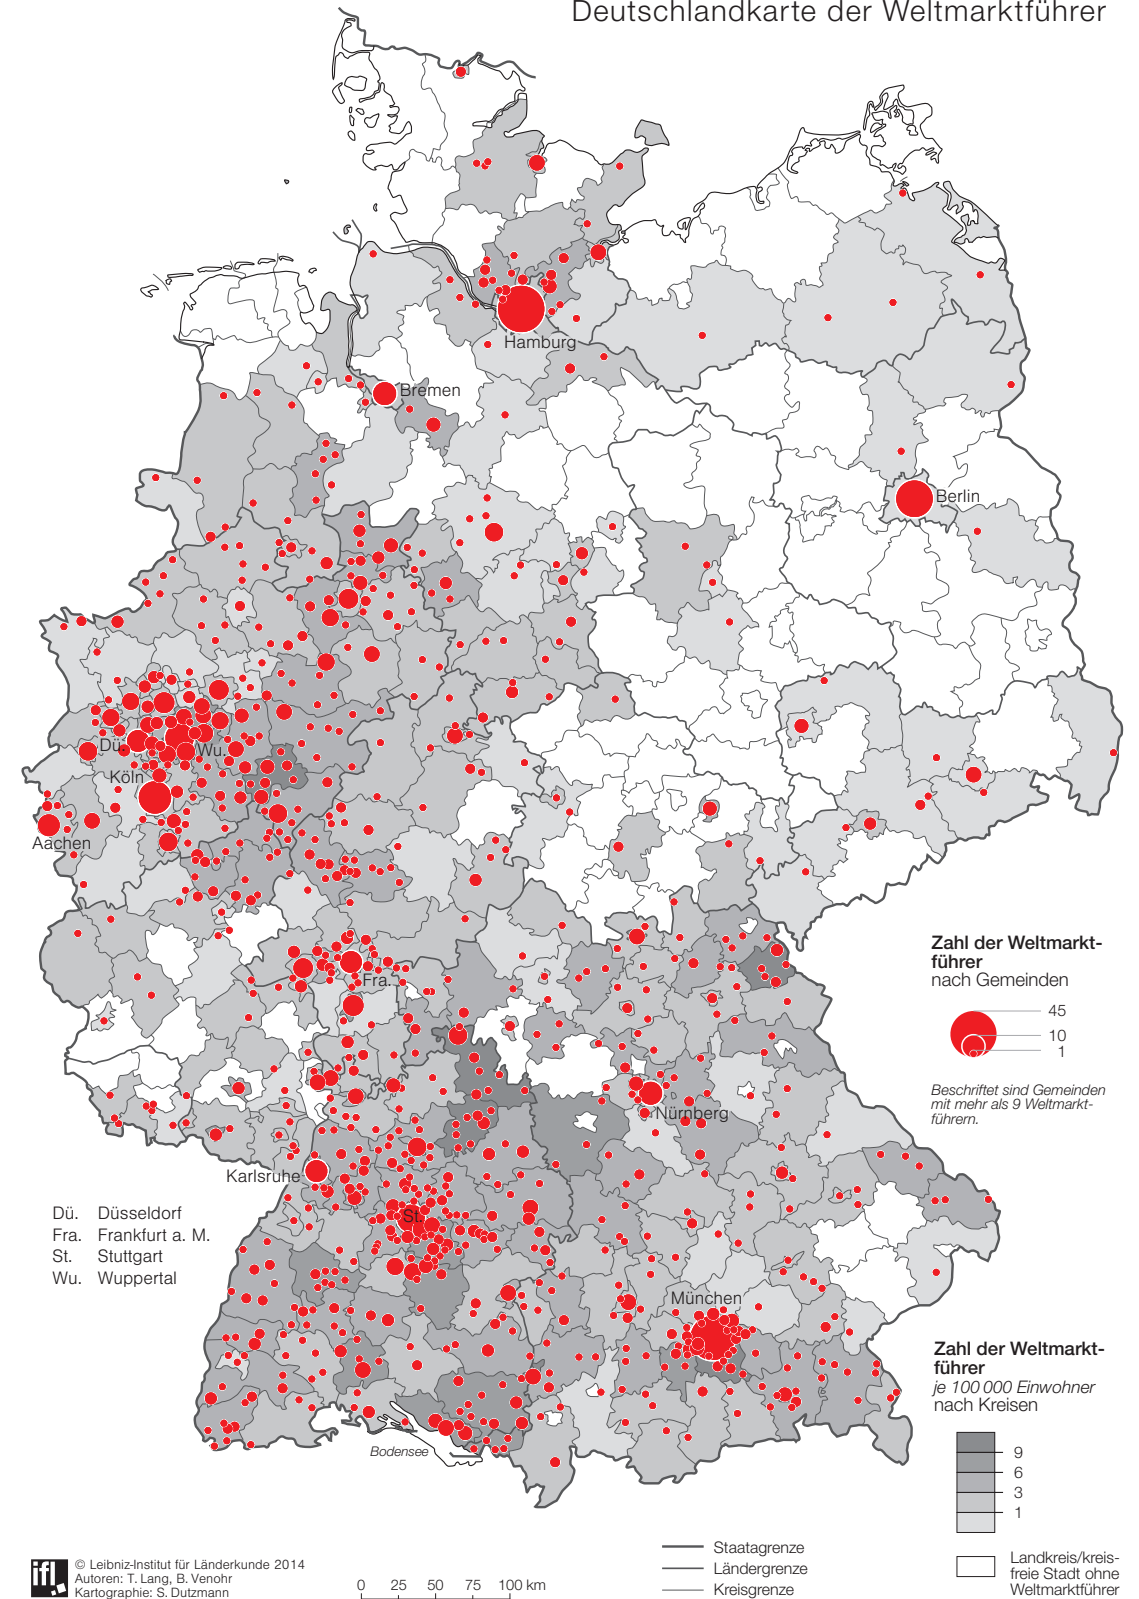 Deutschlandkarte der Weltmarktführer
Hamburg
Bremen
Berlin
Dü.
Wu.
Köln
Aachen
Fra.
Nürnberg
Karlsruhe
St.
München
Bodensee
Dü. Düsseldorf
Fra. Frankfurt a. M.
St. Stuttgart
Wu. Wuppertal
Zahl der Weltmarkt-
führer
nach Gemeinden
45
10
1
Beschriftet sind Gemeinden
mit mehr als 9 Weltmarkt-
führern.
Zahl der Weltmarkt-
führer
je 100 000 Einwohner
nach Kreisen
9
6
3
1
Landkreis/kreis-
freie Stadt ohne
Weltmarktführer
Staatagrenze
Ländergrenze
Kreisgrenze
0 25 50 75 100 km
ifl
© Leibniz-Institut für Länderkunde 2014
Autoren: T. Lang, B. Venohr
Kartographie: S. Dutzmann